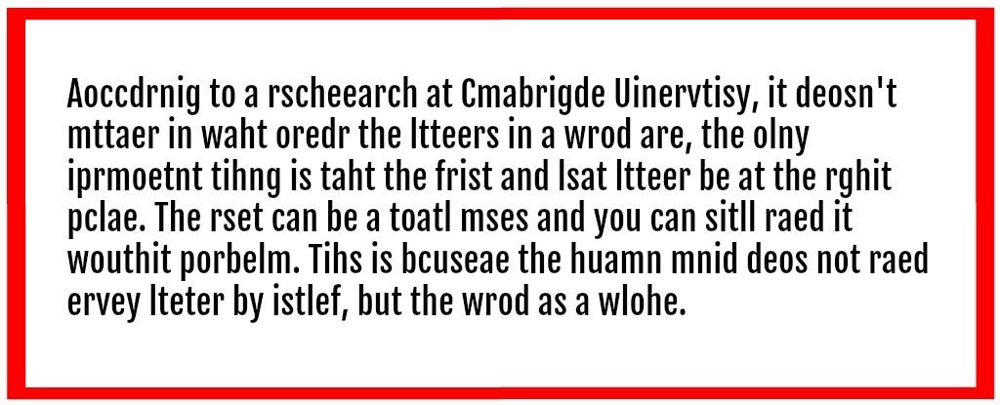 Aoccdrnig to a rscheearch at Cmabrigde Uinervtisy, it deosn't
mttaer in waht oredr the ltteers in a wrod are, the olny
iprmoetnt tihng is taht the frist and lsat ltteer be at the rghit
pclae. The rset can be a toatl mses and you can sitll raed it
wouthit porbelm. Tihs is bcuseae the huamn mnid deos not raed
ervey lteter by istlef, but the wrod as a wlohe.